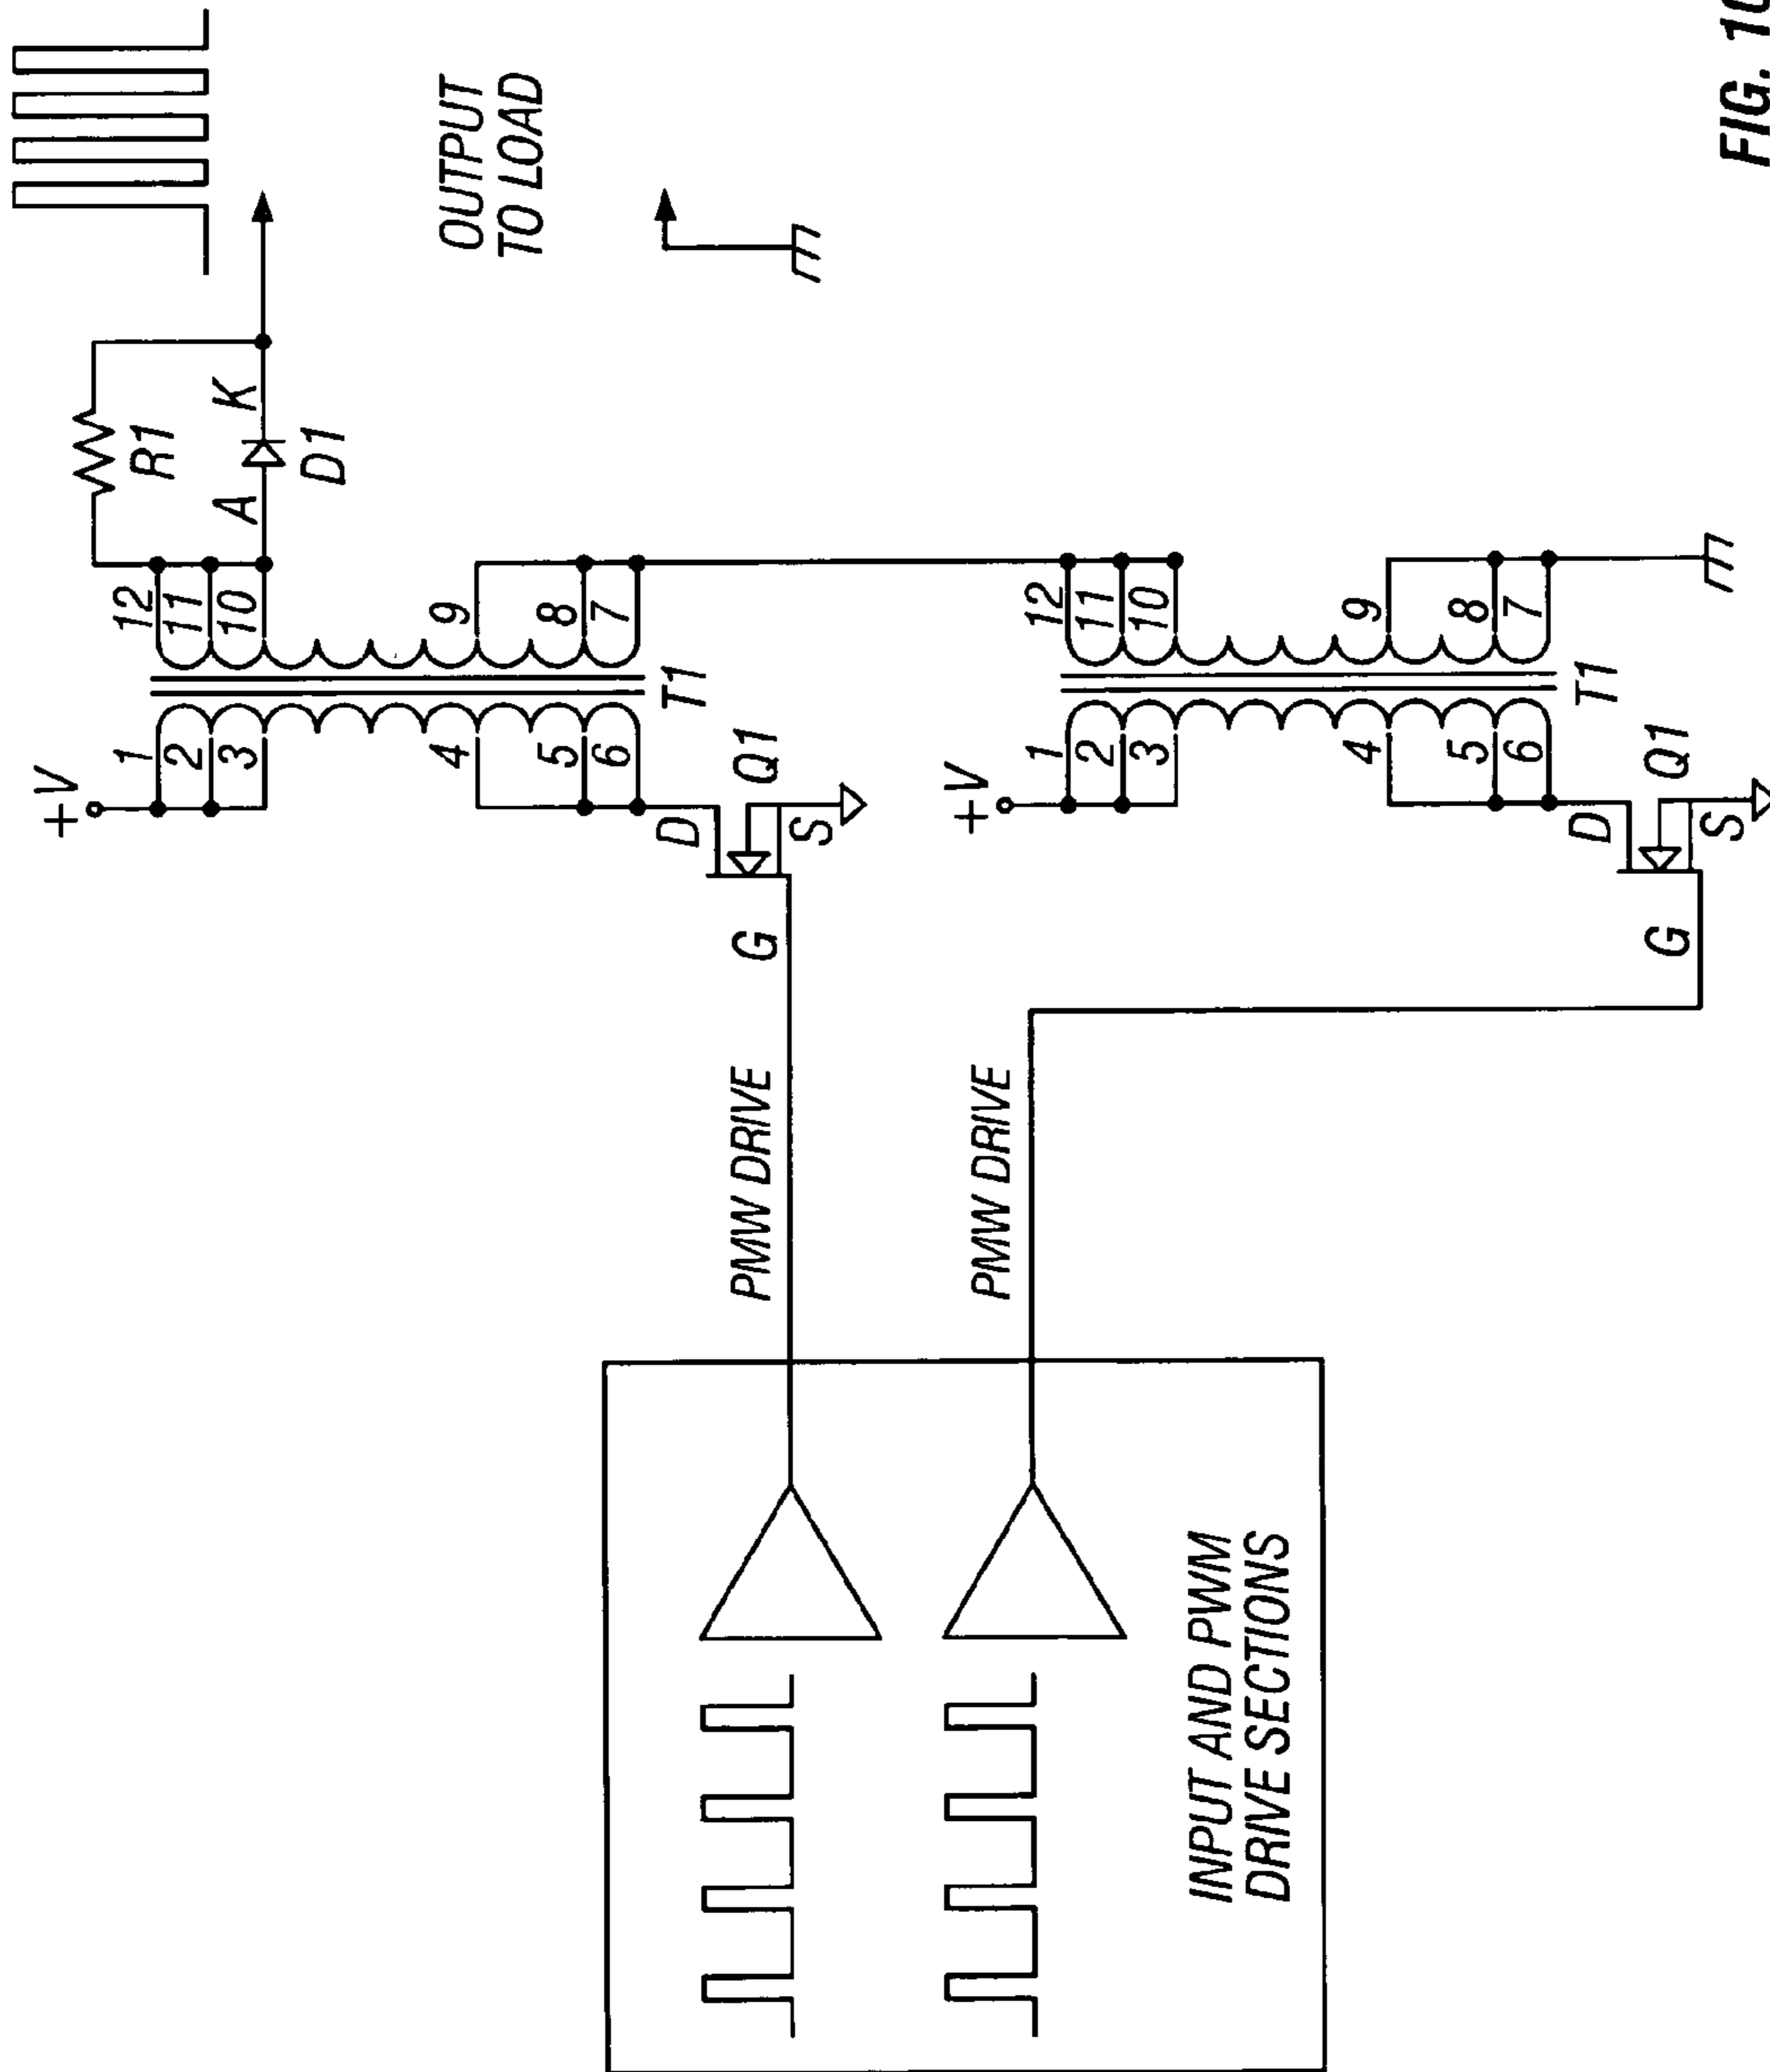 +V
1
2
3
4
5
6
D
G
S
Q1
T1
12
11
10
9
8
7
R1
A
K
D1
OUTPUT
TO LOAD
PMW DRIVE
PMW DRIVE
+V
1
2
3
4
5
6
D
G
S
Q1
T1
12
11
10
9
8
7
INPUT AND PWM
DRIVE SECTIONS
FIG.